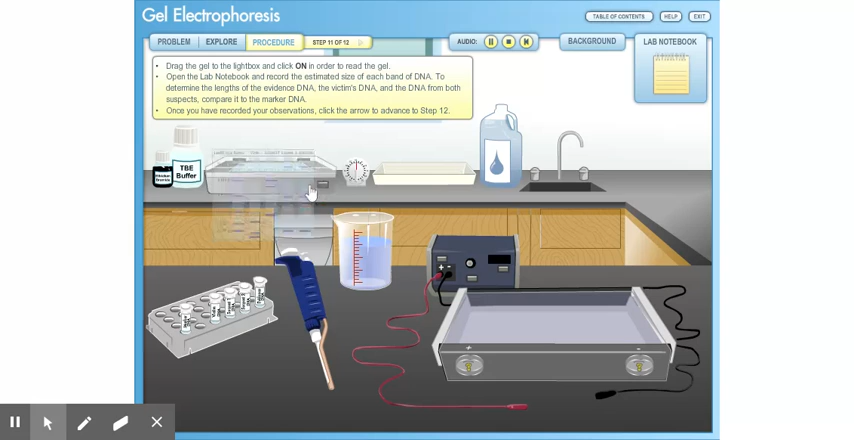 Gel Electrophoresis
TABLE OF CONTENTS
HELP
EXIT
PROBLEM
EXPLORE
PROCEDURE
STEP 11 OF 12
AUDIO:
BACKGROUND
LAB NOTEBOOK
• Drag the gel to the lightbox and click ON in order to read the gel.
• Open the Lab Notebook and record the estimated size of each band of DNA. To
determine the lengths of the evidence DNA, the victim's DNA, and the DNA from both
suspects, compare it to the marker DNA.
• Once you have recorded your observations, click the arrow to advance to Step 12.
TBE
Buffer
+ -
+
-